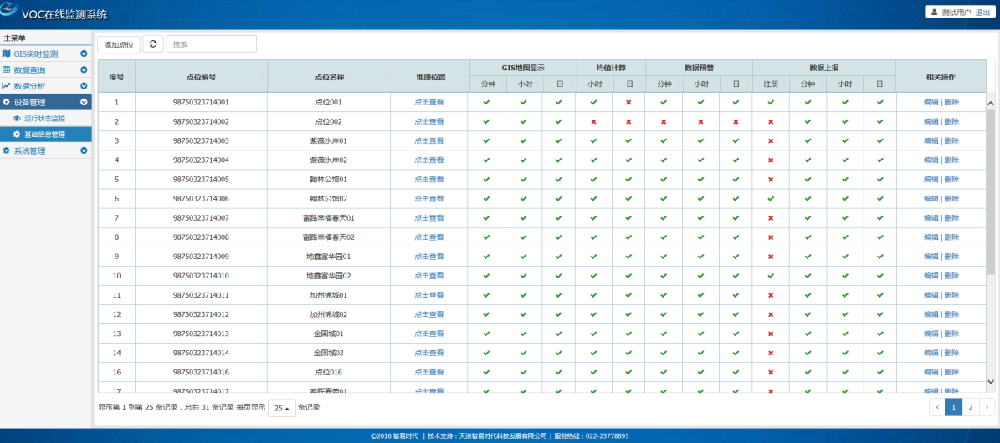 VOC在线监测系统
测试用户 退出
主菜单
GIS实时监测
数据查询
数据分析
设备管理
运行状态监控
基础信息管理
系统管理
添加点位 搜索
序号 点位编号 点位名称 地理位置 GIS地图显示 均值计算 数据预警 数据上报 相关操作
分钟 小时 日 小时 日 分钟 小时 日 注册 分钟 小时 日
1 98750323714001 点位001 点击查看 ✔ ✔ ✔ ✔ ✖ ✔ ✔ ✔ ✔ ✔ ✔ ✔ 编辑 | 删除
2 98750323714002 点位002 点击查看 ✔ ✔ ✔ ✖ ✖ ✖ ✖ ✖ ✖ ✔ ✔ ✔ 编辑 | 删除
3 98750323714003 紫薇水岸01 点击查看 ✔ ✔ ✔ ✔ ✔ ✔ ✔ ✔ ✖ ✔ ✔ ✔ 编辑 | 删除
4 98750323714004 紫薇水岸02 点击查看 ✔ ✔ ✔ ✔ ✔ ✔ ✔ ✔ ✖ ✔ ✔ ✔ 编辑 | 删除
5 98750323714005 翰林公馆01 点击查看 ✔ ✔ ✔ ✔ ✔ ✔ ✔ ✔ ✖ ✔ ✔ ✔ 编辑 | 删除
6 98750323714006 翰林公馆02 点击查看 ✔ ✔ ✔ ✔ ✔ ✔ ✔ ✔ ✔ ✔ ✔ ✔ 编辑 | 删除
7 98750323714007 富路幸福春天01 点击查看 ✔ ✔ ✔ ✔ ✔ ✔ ✔ ✔ ✖ ✔ ✔ ✔ 编辑 | 删除
8 98750323714008 富路幸福春天02 点击查看 ✔ ✔ ✔ ✔ ✔ ✔ ✔ ✔ ✖ ✔ ✔ ✔ 编辑 | 删除
9 98750323714009 地鑫富华园01 点击查看 ✔ ✔ ✔ ✔ ✔ ✔ ✔ ✔ ✖ ✔ ✔ ✔ 编辑 | 删除
10 98750323714010 地鑫富华园02 点击查看 ✔ ✔ ✔ ✔ ✔ ✔ ✔ ✔ ✔ ✔ ✔ ✔ 编辑 | 删除
11 98750323714011 加州锦城01 点击查看 ✔ ✔ ✔ ✔ ✔ ✔ ✔ ✔ ✖ ✔ ✔ ✔ 编辑 | 删除
12 98750323714012 加州锦城02 点击查看 ✔ ✔ ✔ ✔ ✔ ✔ ✔ ✔ ✖ ✔ ✔ ✔ 编辑 | 删除
13 98750323714013 金国城01 点击查看 ✔ ✔ ✔ ✔ ✔ ✔ ✔ ✔ ✖ ✔ ✔ ✔ 编辑 | 删除
14 98750323714014 金国城02 点击查看 ✔ ✔ ✔ ✔ ✔ ✔ ✔ ✔ ✖ ✔ ✔ ✔ 编辑 | 删除
16 98750323714016 点位016 点击查看 ✔ ✔ ✔ ✔ ✔ ✔ ✔ ✔ ✖ ✔ ✔ ✔ 编辑 | 删除
17 98750323714017 点击查看 ✔ ✔ ✔ ✔ ✔ ✔ ✔ ✔ ✖ ✔ ✔ ✔ 编辑 | 删除
显示第 1 到第 25 条记录，总共 31 条记录 每页显示 25 条记录
‹ 1 2 ›
©2016 智易时代 | 技术支持：天津智易时代科技发展有限公司 | 服务热线：022-23778895